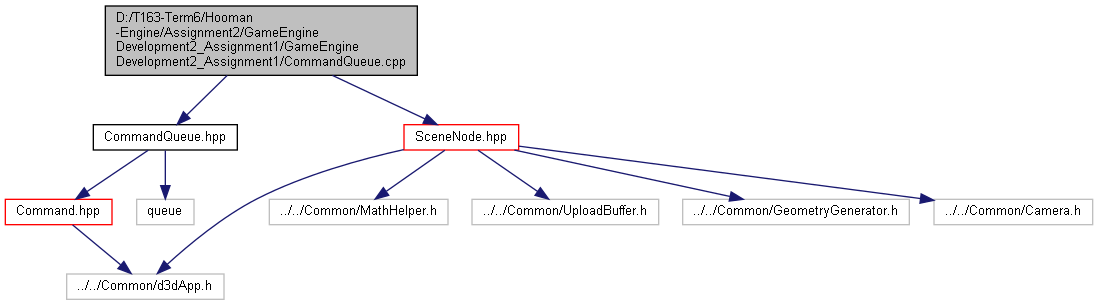 D:/T163-Term6/Hooman
-Engine/Assignment2/GameEngine
Development2_Assignment1/GameEngine
Development2_Assignment1/CommandQueue.cpp
CommandQueue.hpp
SceneNode.hpp
Command.hpp
queue
../../Common/MathHelper.h
../../Common/UploadBuffer.h
../../Common/GeometryGenerator.h
../../Common/Camera.h
../../Common/d3dApp.h